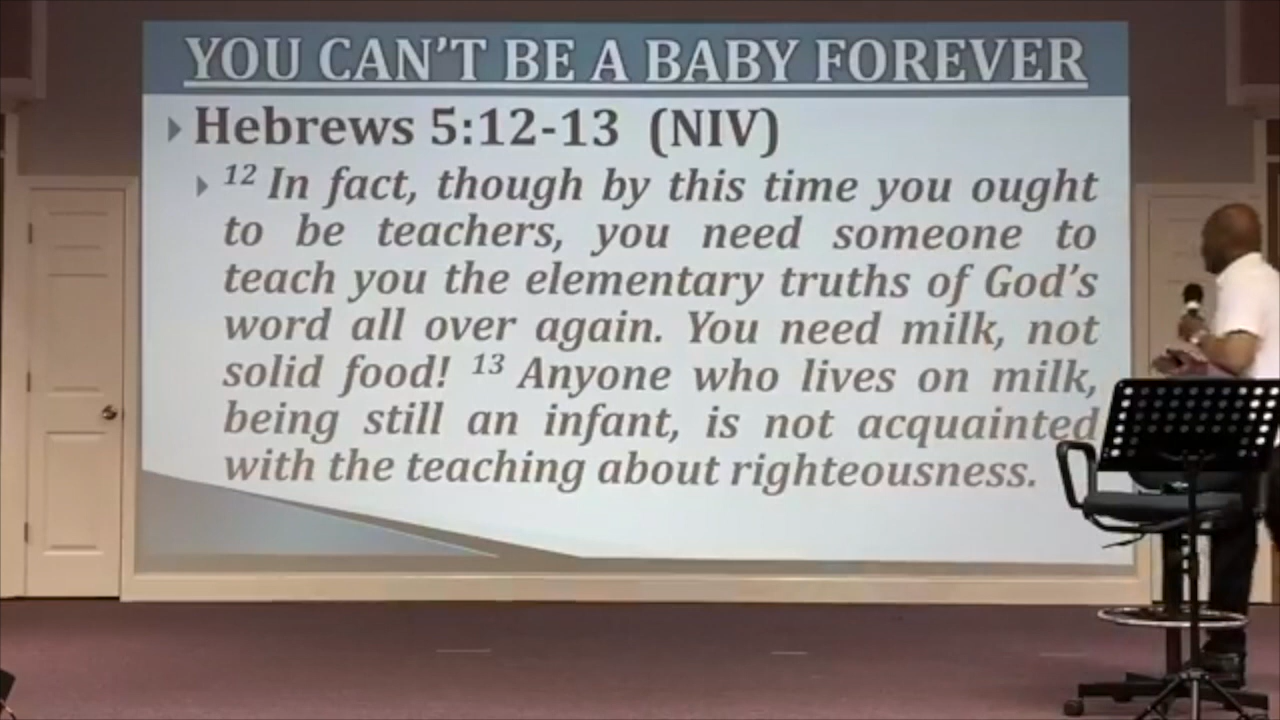 YOU CAN'T BE A BABY FOREVER
Hebrews 5:12-13 (NIV)
12 In fact, though by this time you ought
to be teachers, you need someone to
teach you the elementary truths of God's
word all over again. You need milk, not
solid food! 13 Anyone who lives on milk,
being still an infant, is not acquainted
with the teaching about righteousness.